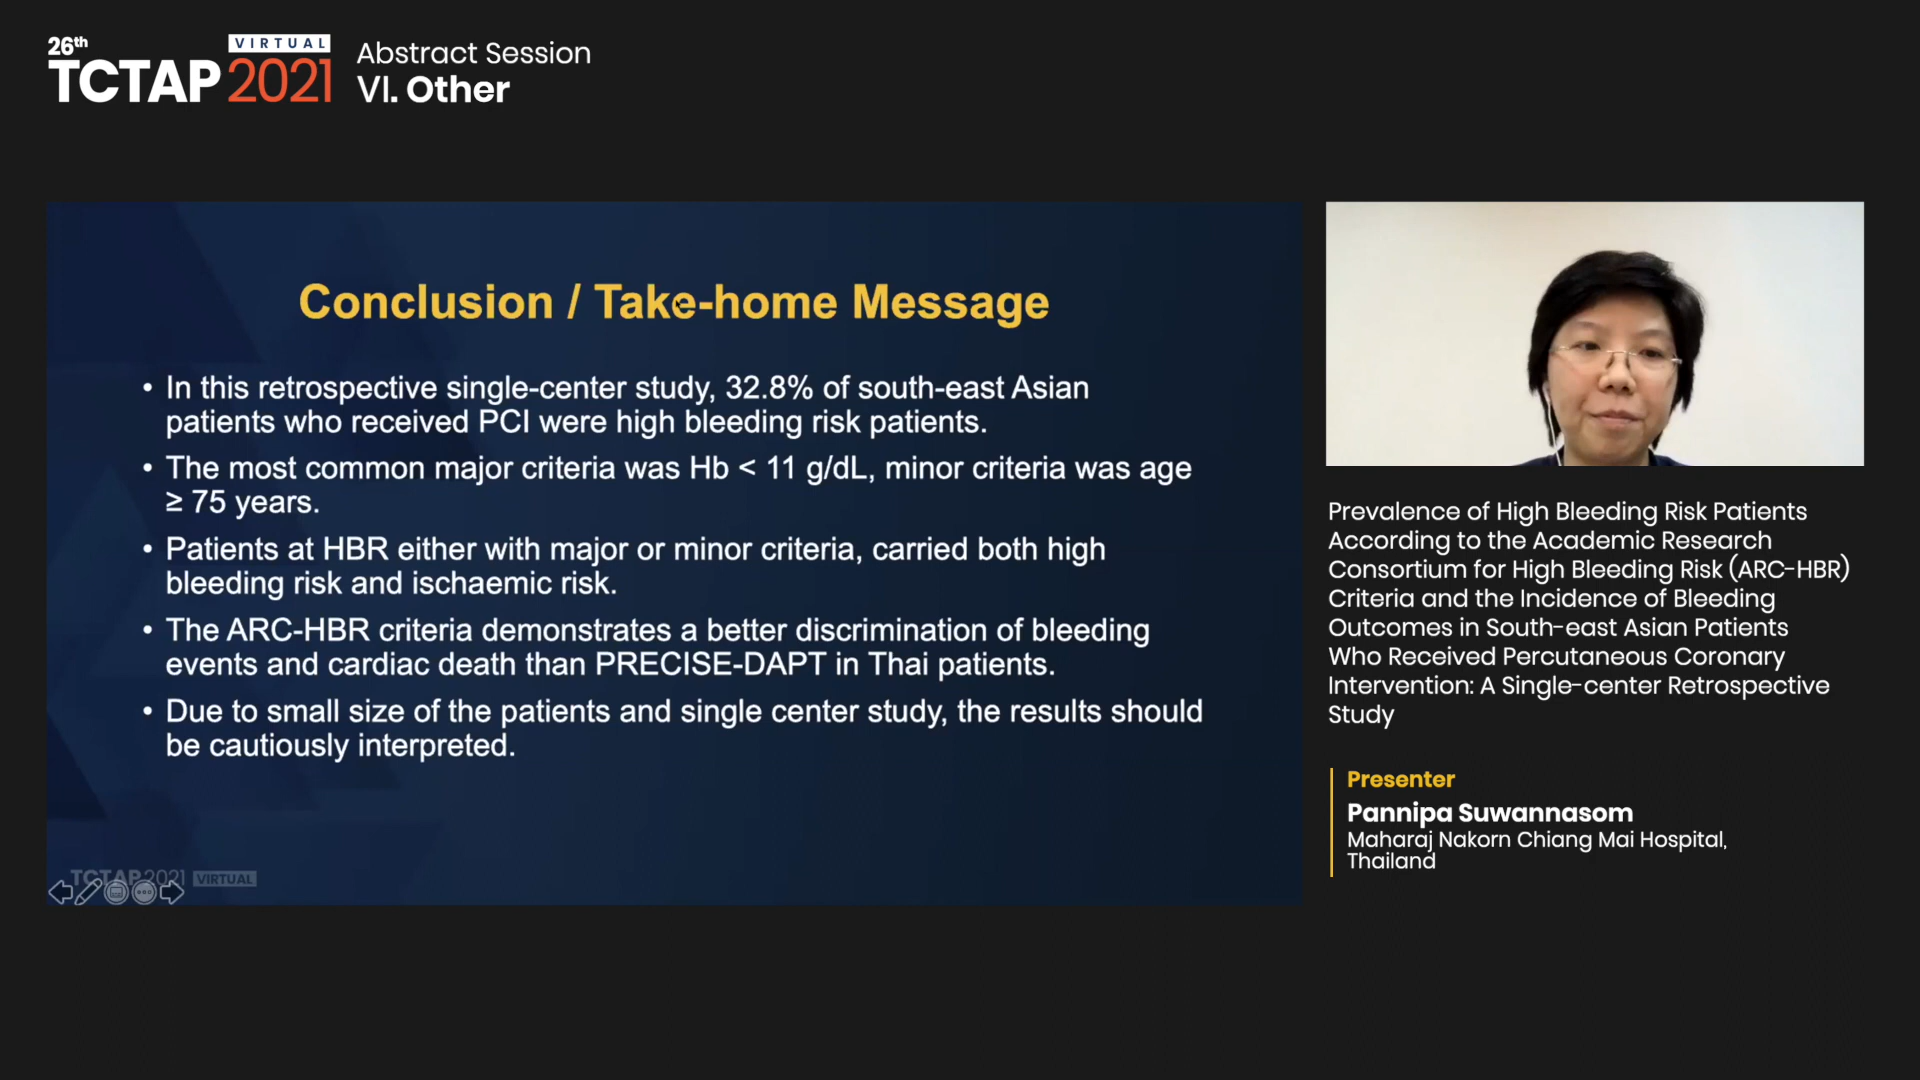 26th
VIRTUAL
TCTAP 2021
Abstract Session
VI. Other
Conclusion / Take-home Message
• In this retrospective single-center study, 32.8% of south-east Asian
patients who received PCI were high bleeding risk patients.
• The most common major criteria was Hb < 11 g/dL, minor criteria was age
≥ 75 years.
• Patients at HBR either with major or minor criteria, carried both high
bleeding risk and ischaemic risk.
• The ARC-HBR criteria demonstrates a better discrimination of bleeding
events and cardiac death than PRECISE-DAPT in Thai patients.
• Due to small size of the patients and single center study, the results should
be cautiously interpreted.
TCTAP 2021 VIRTUAL
Prevalence of High Bleeding Risk Patients
According to the Academic Research
Consortium for High Bleeding Risk (ARC-HBR)
Criteria and the Incidence of Bleeding
Outcomes in South-east Asian Patients
Who Received Percutaneous Coronary
Intervention: A Single-center Retrospective
Study
Presenter
Pannipa Suwannasom
Maharaj Nakorn Chiang Mai Hospital,
Thailand